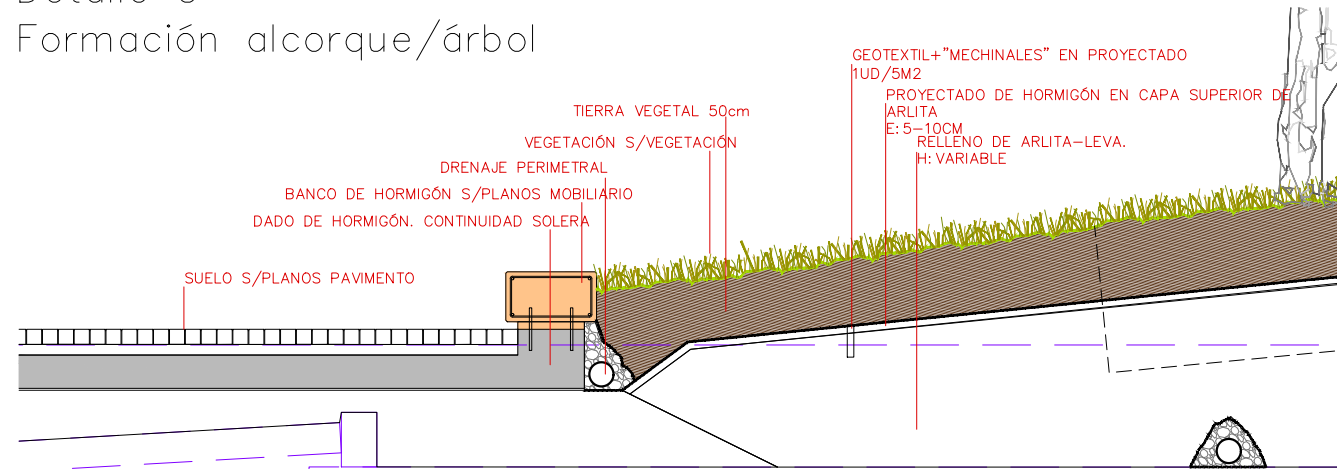 Formación alcorque/árbol
GEOTEXTIL+"MECHINALES" EN PROYECTADO
1UD/5M2
PROYECTADO DE HORMIGÓN EN CAPA SUPERIOR DE
ARLITA
E: 5-10CM
RELLENO DE ARLITA-LEVA.
H: VARIABLE
TIERRA VEGETAL 50cm
VEGETACIÓN S/VEGETACIÓN
DRENAJE PERIMETRAL
BANCO DE HORMIGÓN S/PLANOS MOBILIARIO
DADO DE HORMIGÓN. CONTINUIDAD SOLERA
SUELO S/PLANOS PAVIMENTO